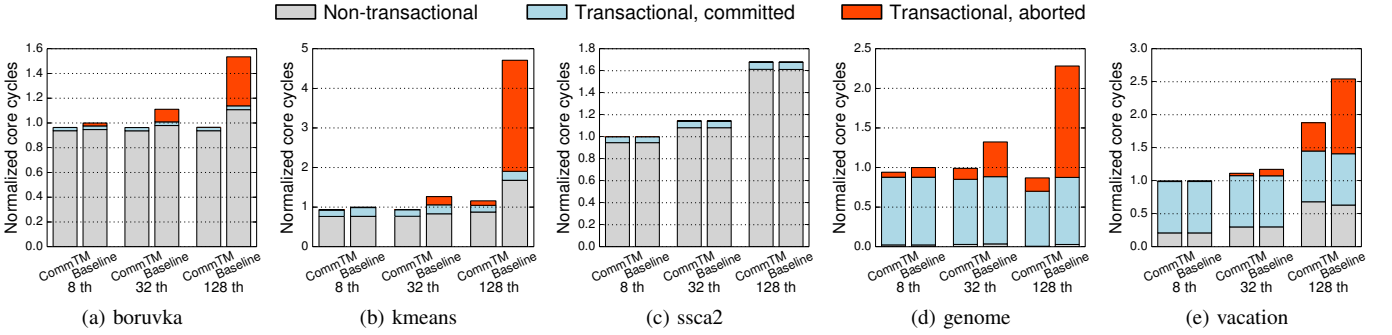 Non-transactional Transactional, committed Transactional, aborted
Normalized core cycles
1.6
1.4
1.2
1.0
0.8
0.6
0.4
0.2
0.0
CommTM Baseline CommTM Baseline CommTM Baseline
8 th 32 th 128 th
(a) boruvka
Normalized core cycles
5
4
3
2
1
0
CommTM Baseline CommTM Baseline CommTM Baseline
8 th 32 th 128 th
(b) kmeans
Normalized core cycles
1.8
1.6
1.4
1.2
1.0
0.8
0.6
0.4
0.2
0.0
CommTM Baseline CommTM Baseline CommTM Baseline
8 th 32 th 128 th
(c) ssca2
Normalized core cycles
2.5
2.0
1.5
1.0
0.5
0.0
CommTM Baseline CommTM Baseline CommTM Baseline
8 th 32 th 128 th
(d) genome
Normalized core cycles
3.0
2.5
2.0
1.5
1.0
0.5
0.0
CommTM Baseline CommTM Baseline CommTM Baseline
8 th 32 th 128 th
(e) vacation